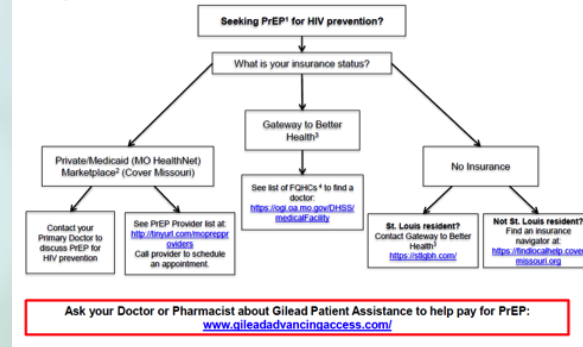 Seeking PrEP¹ for HIV prevention?
What is your insurance status?
Private/Medicaid (MO HealthNet)
Marketplace² (Cover Missouri)
Gateway to Better
Health³
No Insurance
Contact your
Primary Doctor to
discuss PrEP for
HIV prevention
See PrEP Provider list at:
http://tinyurl.com/mopreppr
oviders
Call provider to schedule
an appointment.
See list of FQHCs⁴ to find a
doctor:
https://ogi.oa.mo.gov/DHSS/
medicalFacility
St. Louis resident?
Contact Gateway to Better
Health³
https://stlgbh.com/
Not St. Louis resident?
Find an insurance
navigator at:
https://findlocalhelp.cover
missouri.org
Ask your Doctor or Pharmacist about Gilead Patient Assistance to help pay for PrEP:
www.gileadadvancingaccess.com/